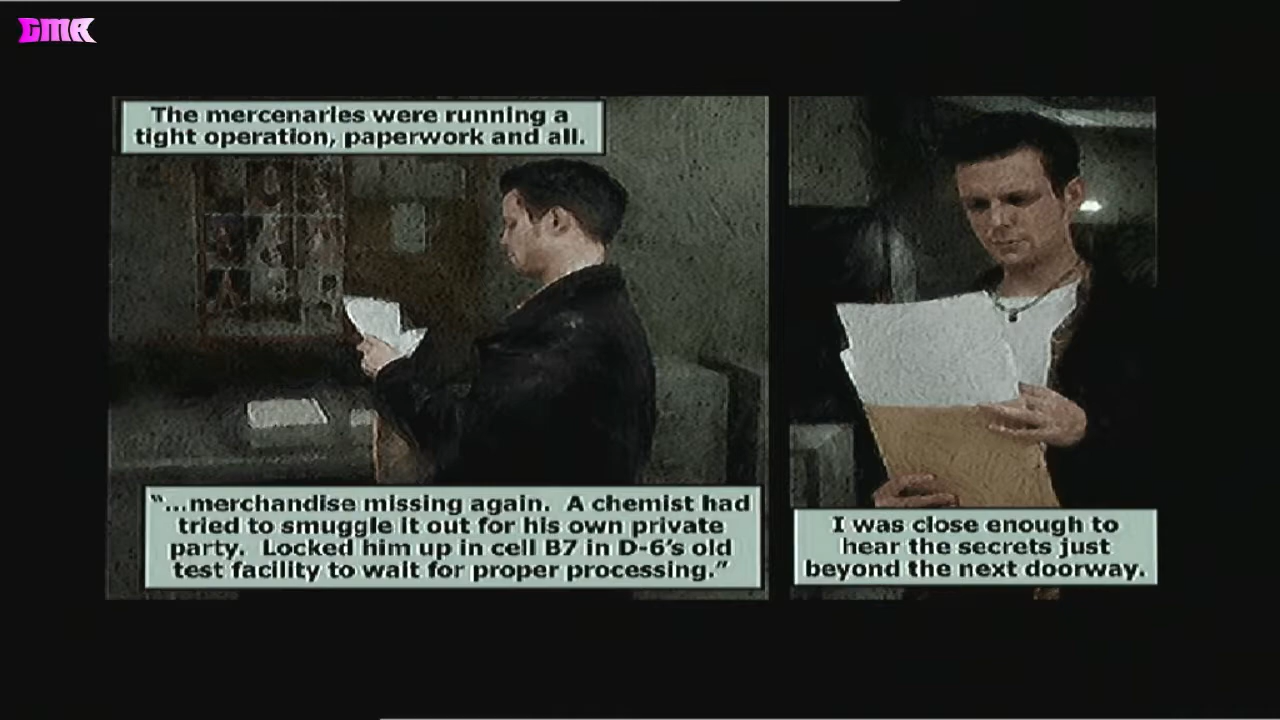 GMR
The mercenaries were running a
tight operation, paperwork and all.
"...merchandise missing again. A chemist had
tried to smuggle it out for his own private
party. Locked him up in cell B7 in D-6's old
test facility to wait for proper processing."
I was close enough to
hear the secrets just
beyond the next doorway.